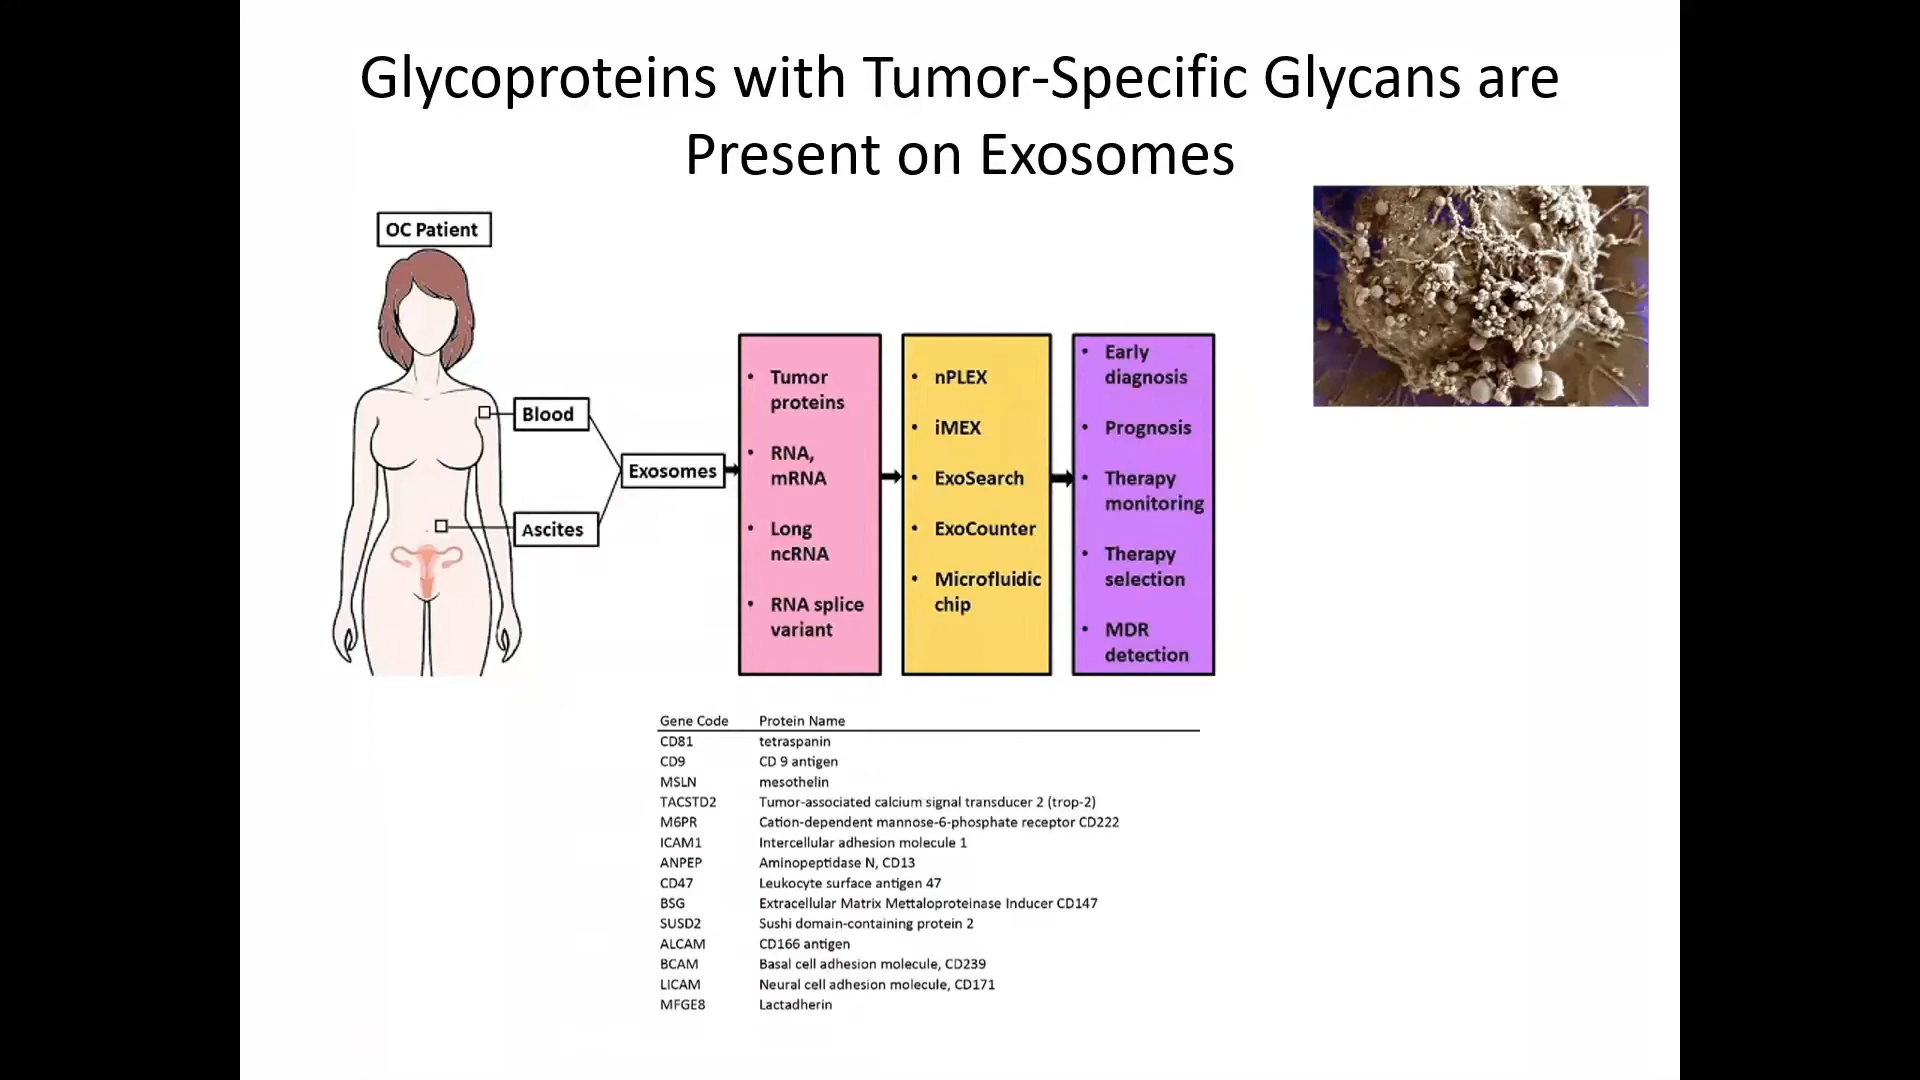 Glycoproteins with Tumor-Specific Glycans are
Present on Exosomes
OC Patient
Blood
Exosomes
Ascites
• Tumor
proteins
• RNA,
mRNA
• Long
ncRNA
• RNA splice
variant
• nPLEX
• iMEX
• ExoSearch
• ExoCounter
• Microfluidic
chip
• Early
diagnosis
• Prognosis
• Therapy
monitoring
• Therapy
selection
• MDR
detection
Gene Code Protein Name
CD81 tetraspanin
CD9 CD 9 antigen
MSLN mesothelin
TACSTD2 Tumor-associated calcium signal transducer 2 (trop-2)
M6PR Cation-dependent mannose-6-phosphate receptor CD222
ICAM1 Intercellular adhesion molecule 1
ANPEP Aminopeptidase N, CD13
CD47 Leukocyte surface antigen 47
BSG Extracellular Matrix Mettaloproteinase Inducer CD147
SUSD2 Sushi domain-containing protein 2
ALCAM CD166 antigen
BCAM Basal cell adhesion molecule, CD239
LICAM Neural cell adhesion molecule, CD171
MFGE8 Lactadherin